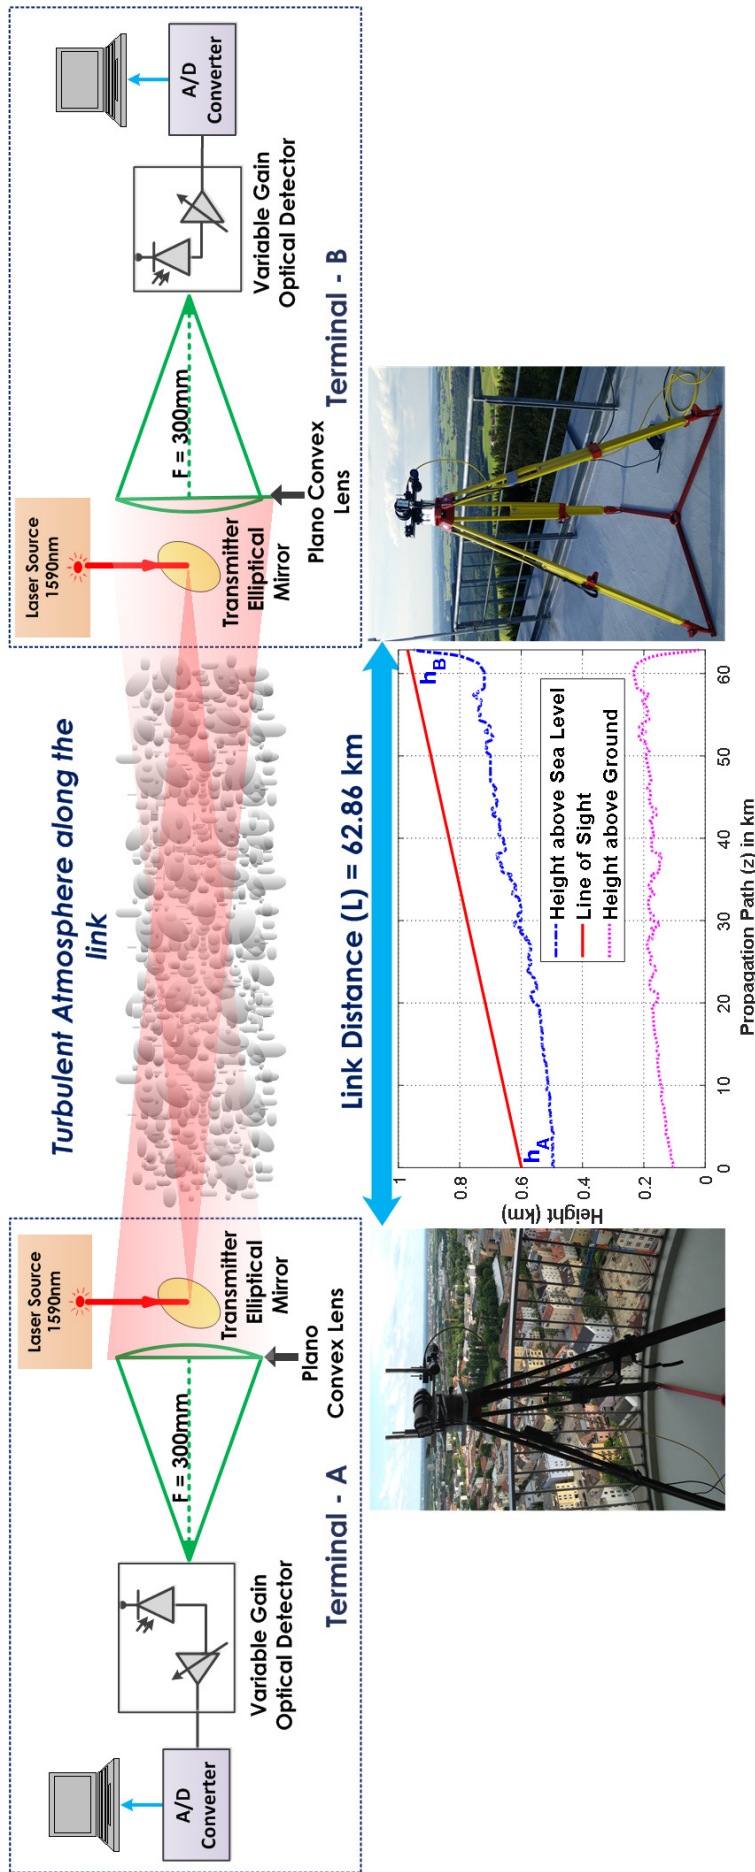 Turbulent Atmosphere along the
link
Laser Source
1590nm
F = 300mm
Variable Gain
Optical Detector
A/D
Converter
Transmitter
Elliptical
Mirror
Plano
Convex Lens
Terminal - A
Laser Source
1590nm
Transmitter
Elliptical
Mirror
Plano Convex
Lens
F = 300mm
Variable Gain
Optical Detector
A/D
Converter
Terminal - B
Link Distance (L) = 62.86 km
Height (km)
1
0.8
0.6
0.4
0.2
0
hA
hB
Height above Sea Level
Line of Sight
Height above Ground
0 10 20 30 40 50 60
Propagation Path (z) in km